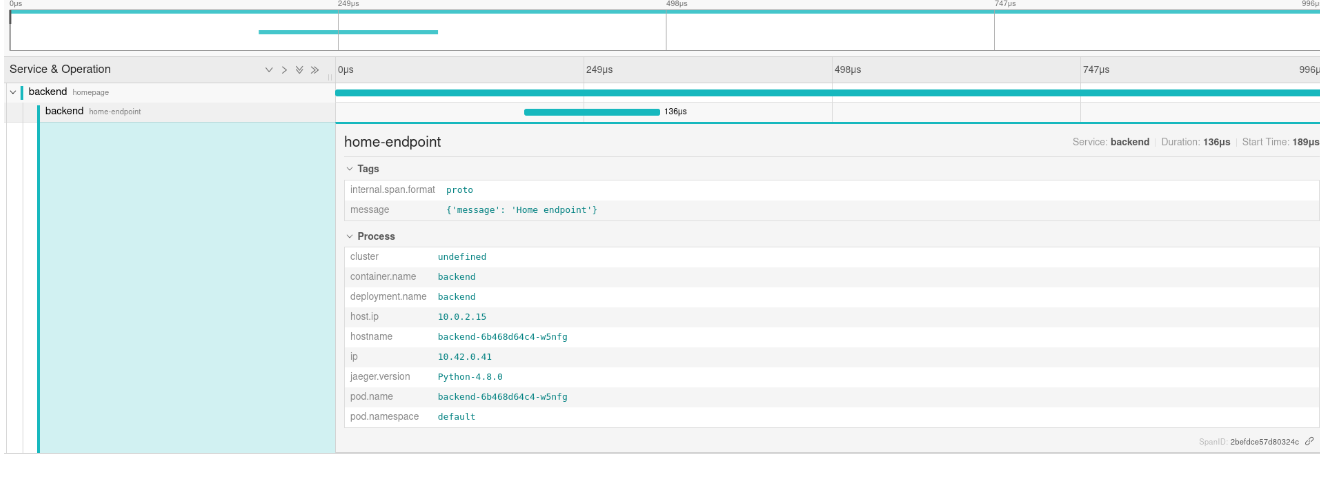 0μs 249μs 498μs 747μs 996μ
Service & Operation 0μs 249μs 498μs 747μs 996μ
backend homepage
backend home-endpoint 136μs
home-endpoint Service: backend Duration: 136μs Start Time: 189μs
Tags
internal.span.format proto
message {'message': 'Home endpoint'}
Process
cluster undefined
container.name backend
deployment.name backend
host.ip 10.0.2.15
hostname backend-6b468d64c4-w5nfg
ip 10.42.0.41
jaeger.version Python-4.8.0
pod.name backend-6b468d64c4-w5nfg
pod.namespace default
SpanID: 2befdce57d80324c